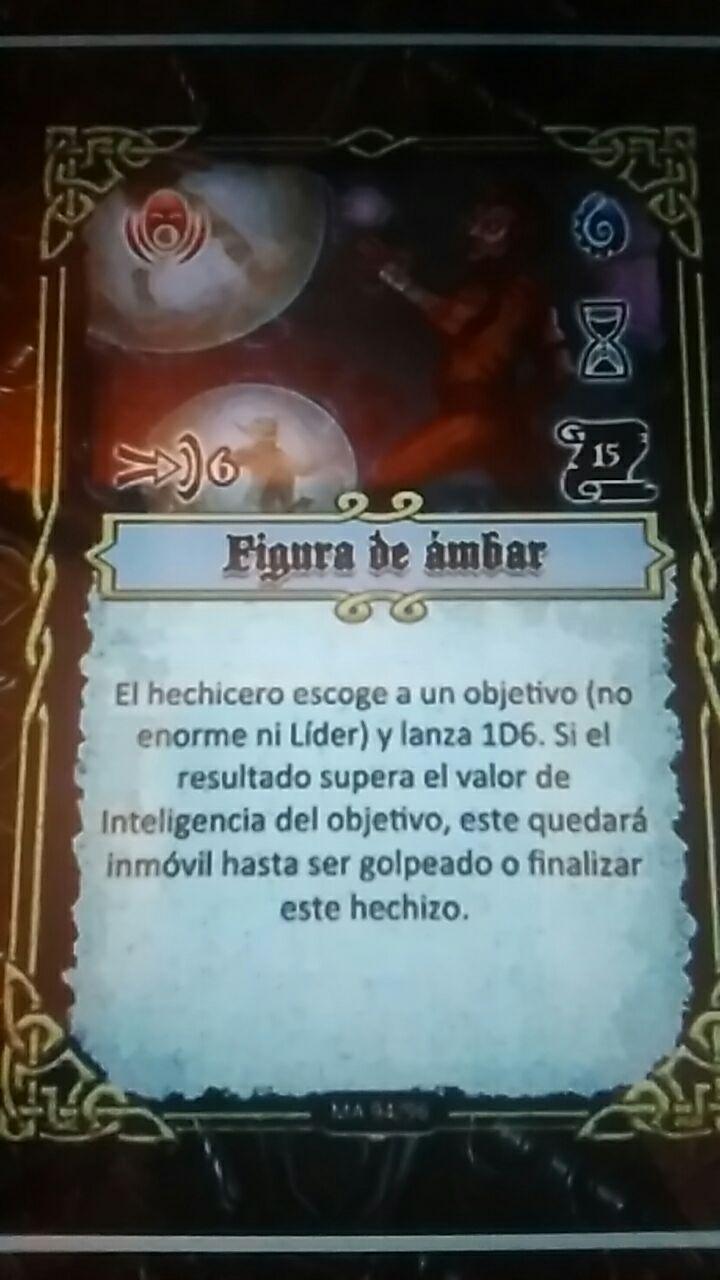 6
15
Figura de ámbar
El hechicero escoge a un objetivo (no
enorme ni Líder) y lanza 1D6. Si el
resultado supera el valor de
Inteligencia del objetivo, este quedará
inmóvil hasta ser golpeado o finalizar
este hechizo.
MA